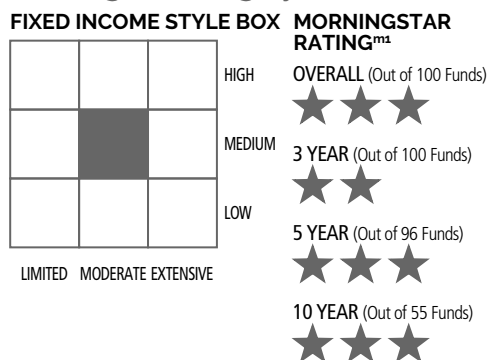 FIXED INCOME STYLE BOX
HIGH
MEDIUM
LOW
LIMITED MODERATE EXTENSIVE
MORNINGSTAR
RATINGᵐ¹
OVERALL (Out of 100 Funds)
3 YEAR (Out of 100 Funds)
5 YEAR (Out of 96 Funds)
10 YEAR (Out of 55 Funds)